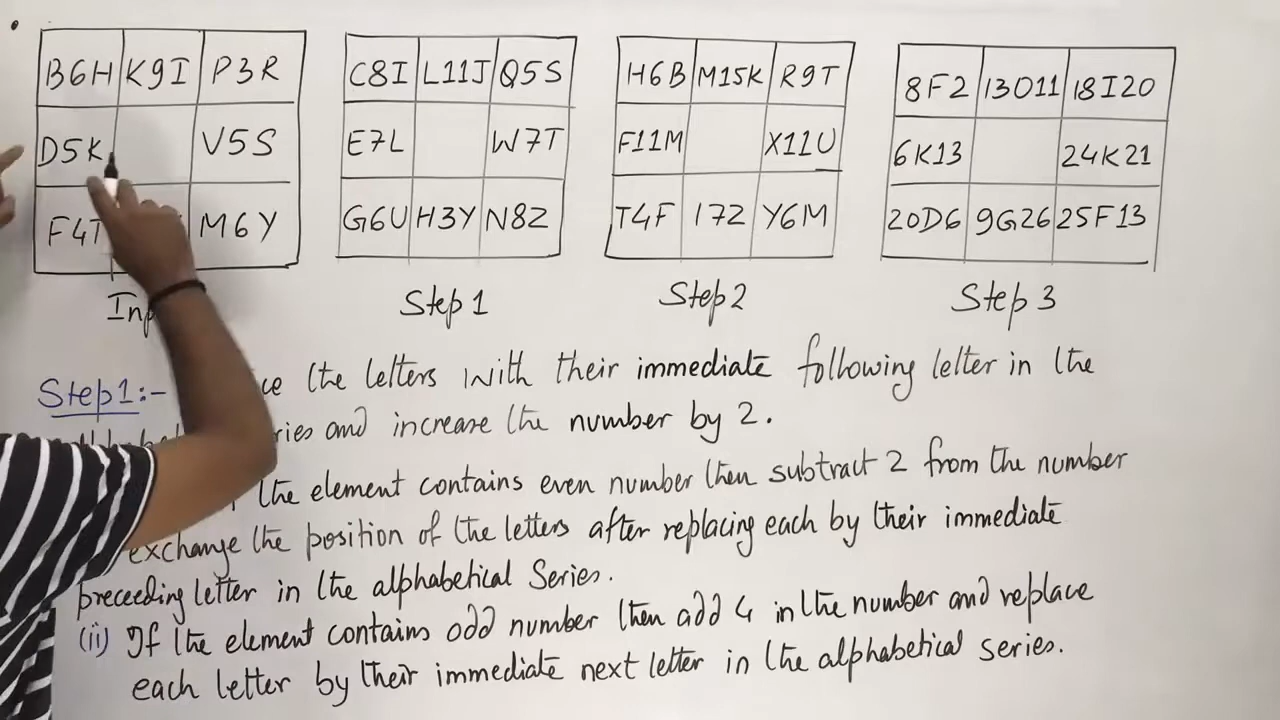 B6H K9I P3R
D5K V5S
F4T M6Y
C8I L11J Q5S
E7L W7T
G6U H3Y N8Z
H6B M15K R9T
F11M X11U
T4F I7Z Y6M
8F2 13O11 18I20
6K13 24K21
20D6 9G26 25F13
Step 1
Step 2
Step 3
Step 1:- the letters with their immediate following letter in the
and increase the number by 2.
the element contains even number then subtract 2 from the number
exchange the position of the letters after replacing each by their immediate
preceeding letter in the alphabetical Series.
(ii) If the element contains odd number then add 4 in the number and replace
each letter by their immediate next letter in the alphabetical series.